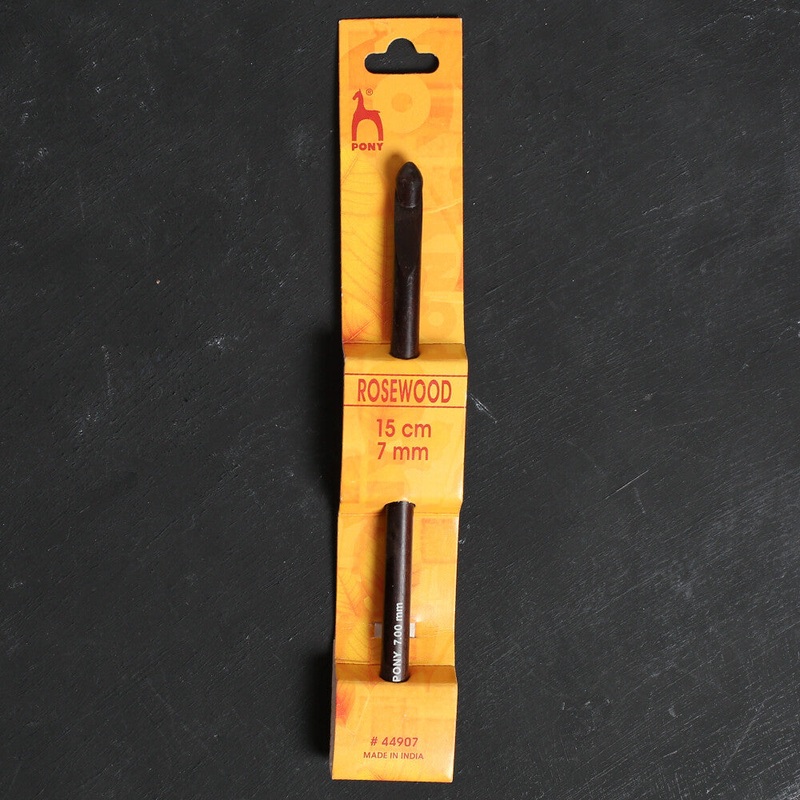 ®
PONY
ROSEWOOD
15 cm
7 mm
PONY 7.00 mm
# 44907
MADE IN INDIA